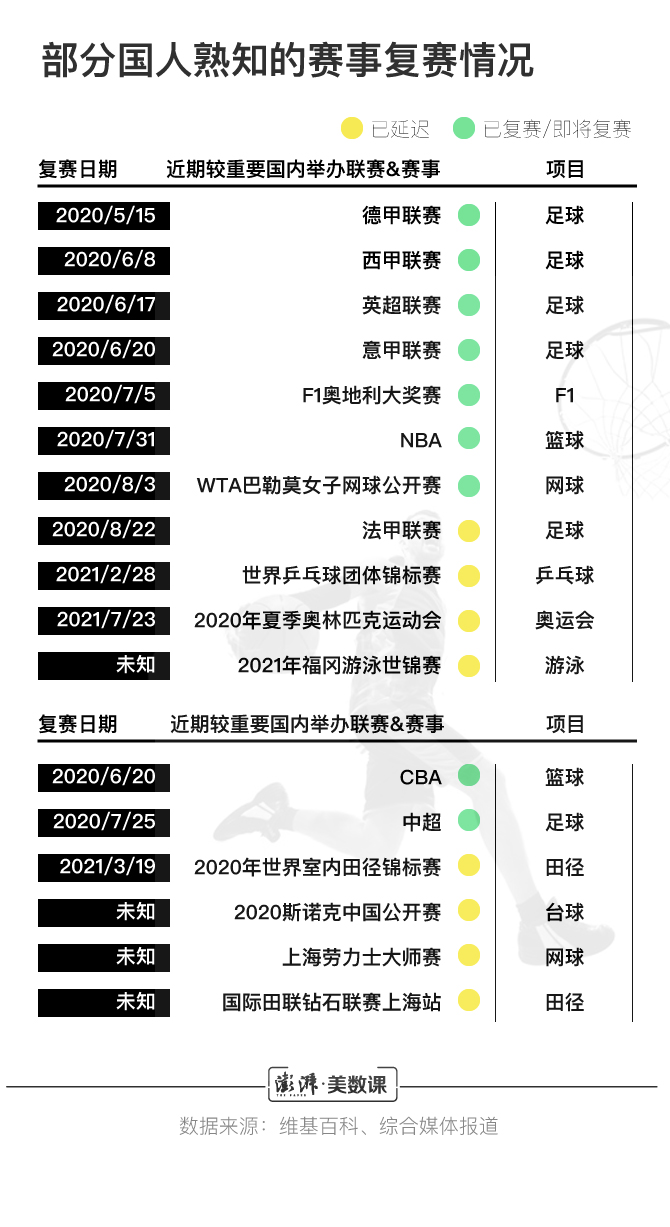 部分国人熟知的赛事复赛情况
已延迟 已复赛/即将复赛
复赛日期 近期较重要国内举办联赛&赛事 项目
2020/5/15 德甲联赛 足球
2020/6/8 西甲联赛 足球
2020/6/17 英超联赛 足球
2020/6/20 意甲联赛 足球
2020/7/5 F1奥地利大奖赛 F1
2020/7/31 NBA 篮球
2020/8/3 WTA巴勒莫女子网球公开赛 网球
2020/8/22 法甲联赛 足球
2021/2/28 世界乒乓球团体锦标赛 乒乓球
2021/7/23 2020年夏季奥林匹克运动会 奥运会
未知 2021年福冈游泳世锦赛 游泳
复赛日期 近期较重要国内举办联赛&赛事 项目
2020/6/20 CBA 篮球
2020/7/25 中超 足球
2021/3/19 2020年世界室内田径锦标赛 田径
未知 2020斯诺克中国公开赛 台球
未知 上海劳力士大师赛 网球
未知 国际田联钻石联赛上海站 田径
澎湃·美数课
THE PAPER
数据来源：维基百科、综合媒体报道